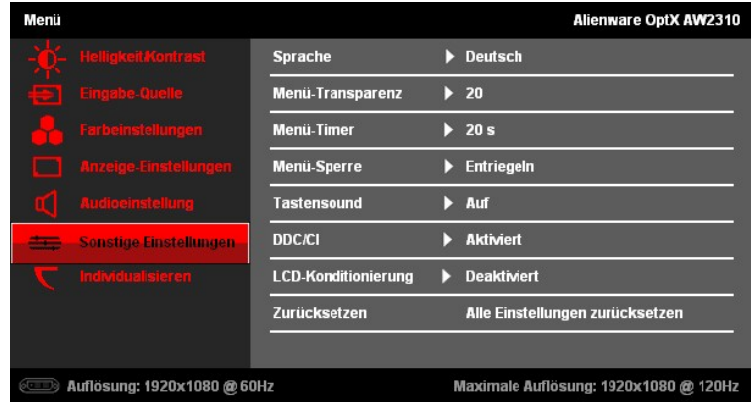 Menü Alienware OptX AW2310
Helligkeit/Kontrast Sprache Deutsch
Eingabe-Quelle Menü-Transparenz 20
Farbeinstellungen Menü-Timer 20 s
Anzeige-Einstellungen Menü-Sperre Entriegeln
Audioeinstellung Tastensound Auf
Sonstige Einstellungen DDC/CI Aktiviert
Individualisieren LCD-Konditionierung Deaktiviert
Zurücksetzen Alle Einstellungen zurücksetzen
Auflösung: 1920x1080 @ 60Hz Maximale Auflösung: 1920x1080 @ 120Hz